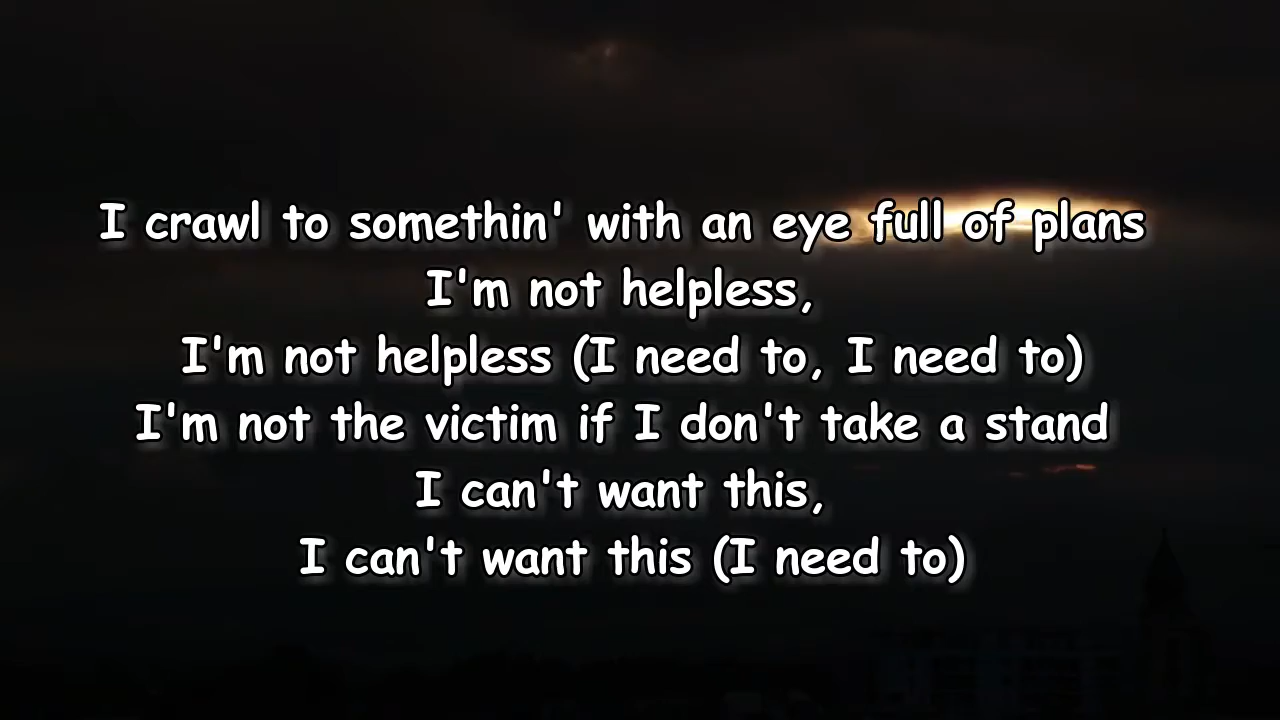 I crawl to somethin' with an eye full of plans
I'm not helpless,
I'm not helpless (I need to, I need to)
I'm not the victim if I don't take a stand
I can't want this,
I can't want this (I need to)